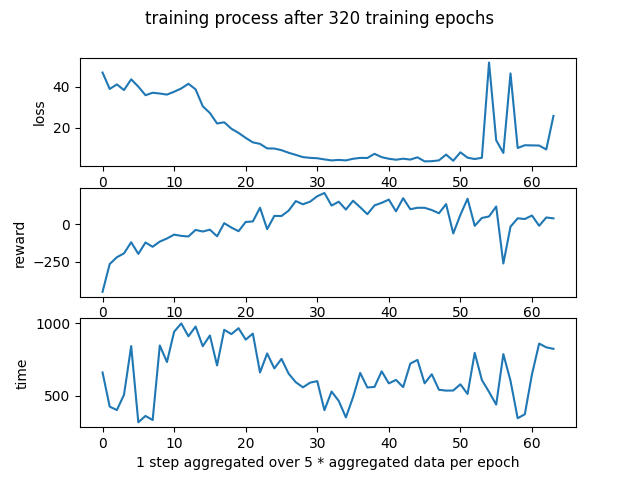 training process after 320 training epochs
40
20
loss
0 10 20 30 40 50 60
0
−250
reward
0 10 20 30 40 50 60
1000
500
time
0 10 20 30 40 50 60
1 step aggregated over 5 * aggregated data per epoch